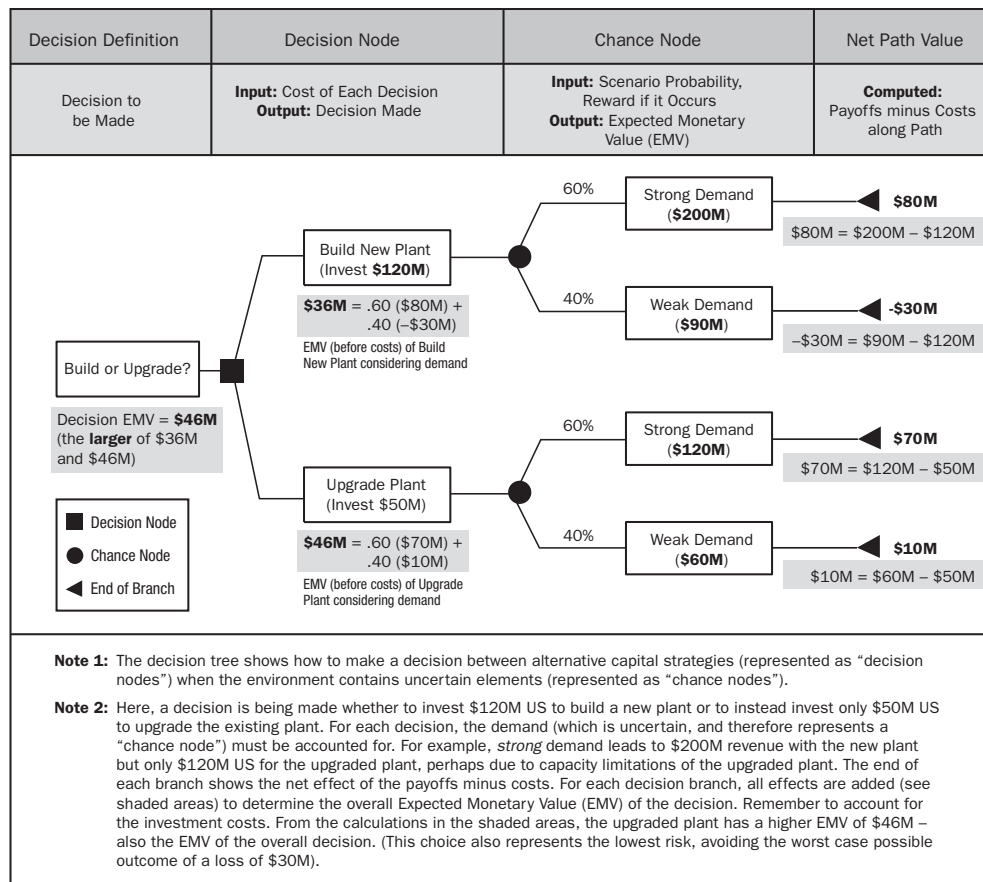 Decision Definition
Decision Node
Chance Node
Net Path Value
Decision to
be Made
Input: Cost of Each Decision
Output: Decision Made
Input: Scenario Probability,
Reward if it Occurs
Output: Expected Monetary
Value (EMV)
Computed:
Payoffs minus Costs
along Path
Build or Upgrade?
Decision EMV = $46M
(the larger of $36M
and $46M)
Decision Node
Chance Node
End of Branch
Build New Plant
(Invest $120M)
$36M = .60 ($80M) +
.40 (–$30M)
EMV (before costs) of Build
New Plant considering demand
60%
Strong Demand
($200M)
$80M
$80M = $200M – $120M
40%
Weak Demand
($90M)
-$30M
–$30M = $90M – $120M
Upgrade Plant
(Invest $50M)
$46M = .60 ($70M) +
.40 ($10M)
EMV (before costs) of Upgrade
Plant considering demand
60%
Strong Demand
($120M)
$70M
$70M = $120M – $50M
40%
Weak Demand
($60M)
$10M
$10M = $60M – $50M
Note 1: The decision tree shows how to make a decision between alternative capital strategies (represented as “decision
nodes”) when the environment contains uncertain elements (represented as “chance nodes”).
Note 2: Here, a decision is being made whether to invest $120M US to build a new plant or to instead invest only $50M US
to upgrade the existing plant. For each decision, the demand (which is uncertain, and therefore represents a
“chance node”) must be accounted for. For example, strong demand leads to $200M revenue with the new plant
but only $120M US for the upgraded plant, perhaps due to capacity limitations of the upgraded plant. The end of
each branch shows the net effect of the payoffs minus costs. For each decision branch, all effects are added (see
shaded areas) to determine the overall Expected Monetary Value (EMV) of the decision. Remember to account for
the investment costs. From the calculations in the shaded areas, the upgraded plant has a higher EMV of $46M –
also the EMV of the overall decision. (This choice also represents the lowest risk, avoiding the worst case possible
outcome of a loss of $30M).